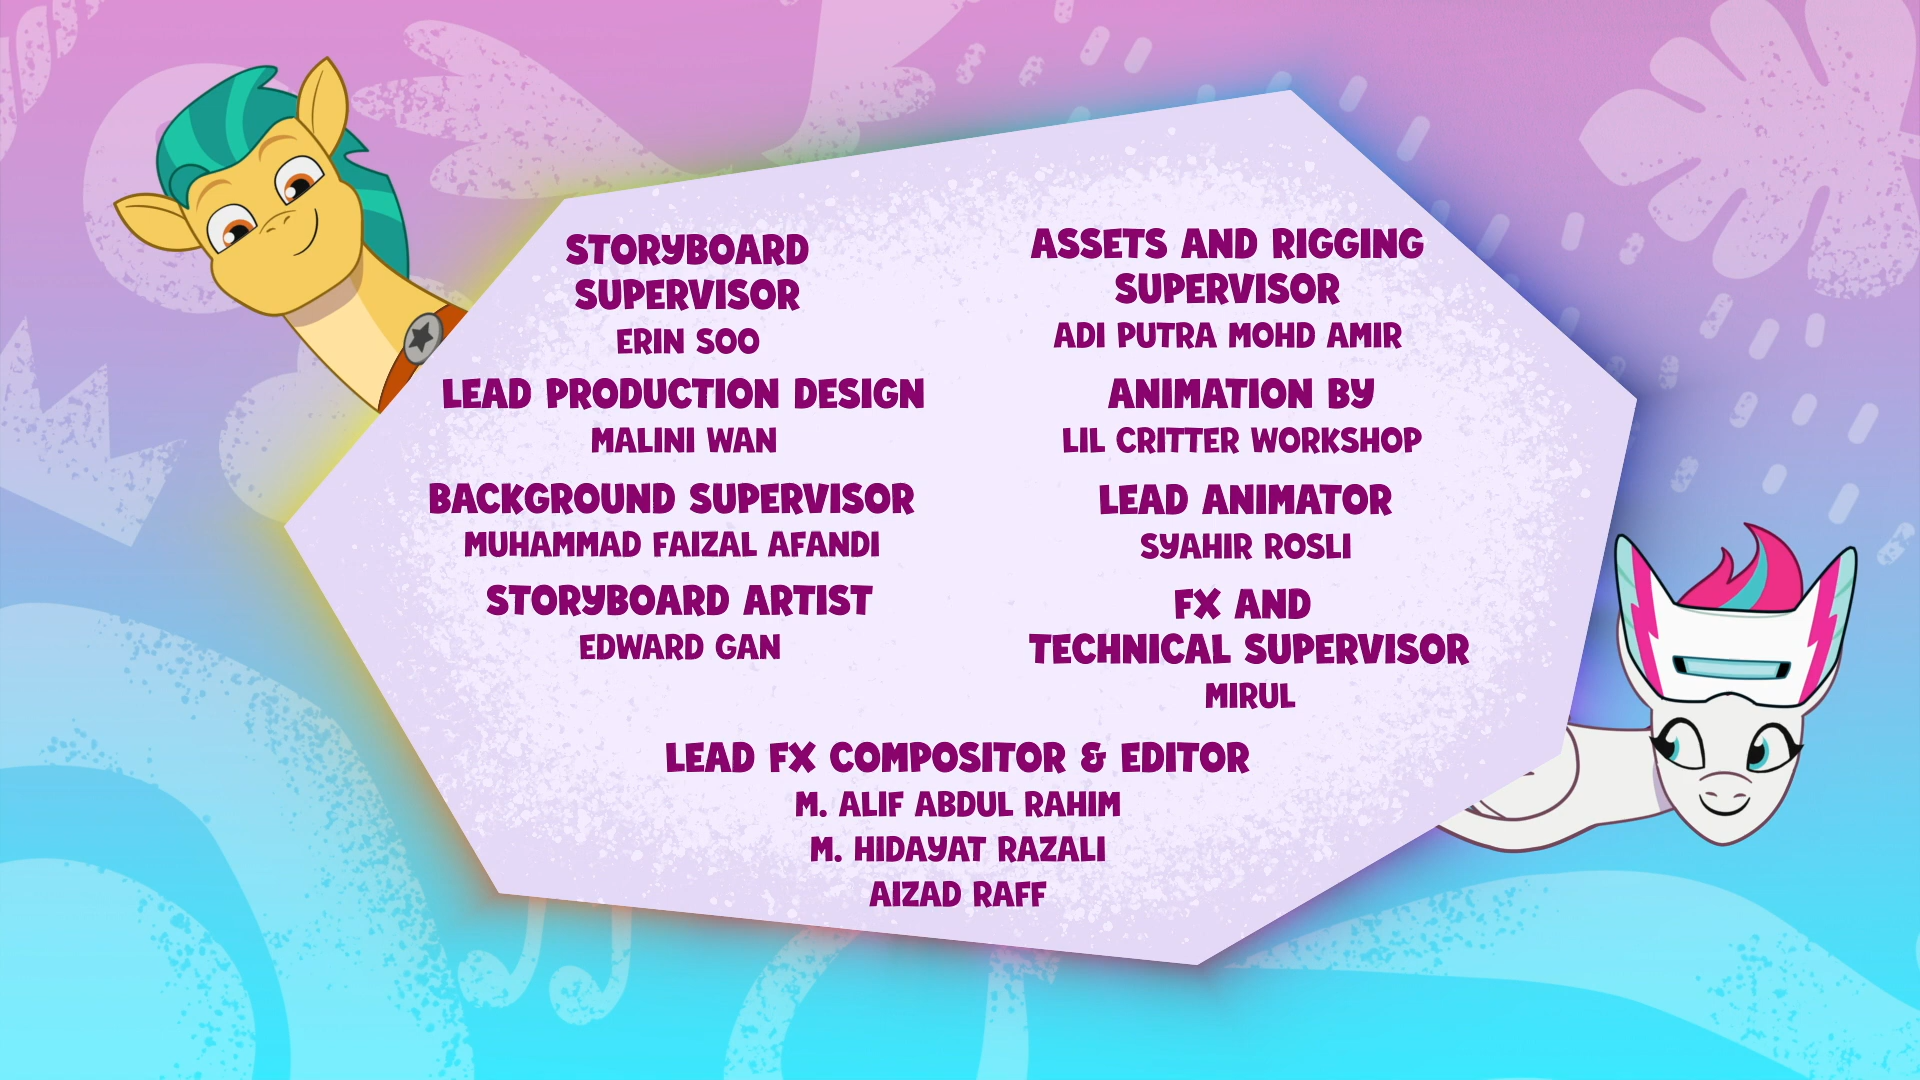 STORYBOARD
SUPERVISOR
ERIN SOO
LEAD PRODUCTION DESIGN
MALINI WAN
BACKGROUND SUPERVISOR
MUHAMMAD FAIZAL AFANDI
STORYBOARD ARTIST
EDWARD GAN
ASSETS AND RIGGING
SUPERVISOR
ADI PUTRA MOHD AMIR
ANIMATION BY
LIL CRITTER WORKSHOP
LEAD ANIMATOR
SYAHIR ROSLI
FX AND
TECHNICAL SUPERVISOR
MIRUL
LEAD FX COMPOSITOR & EDITOR
M. ALIF ABDUL RAHIM
M. HIDAYAT RAZALI
AIZAD RAFF